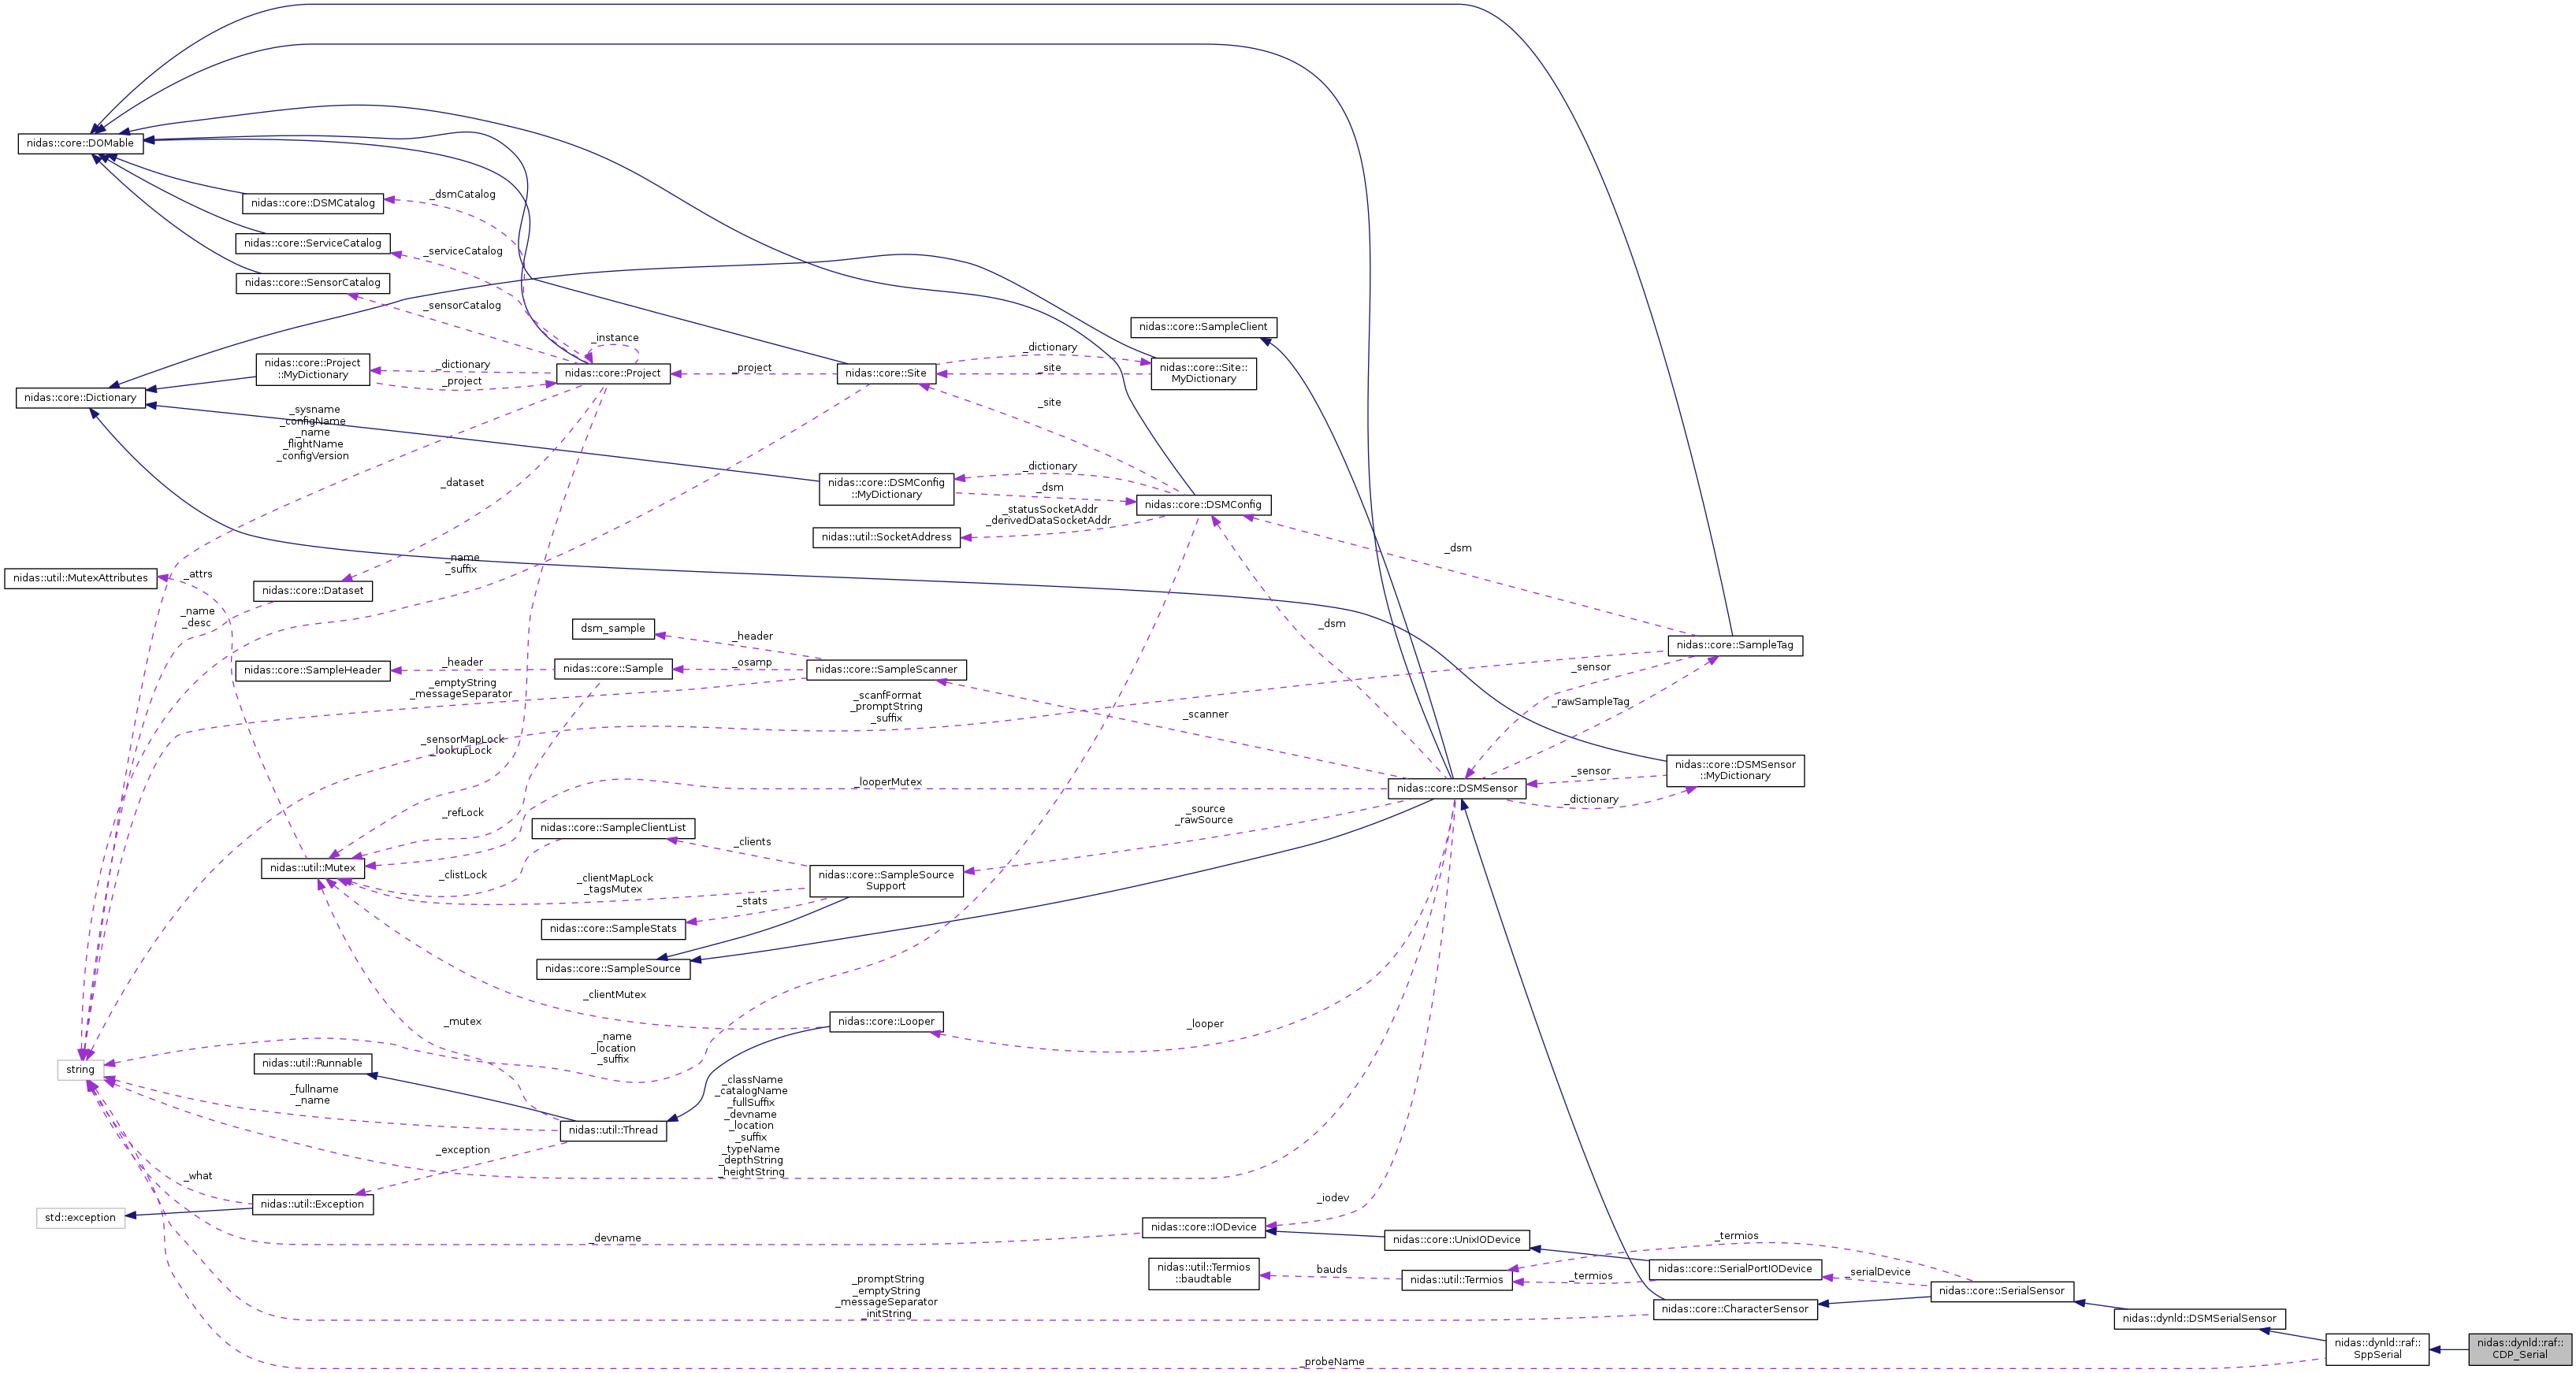 nidas::core::DOMable
nidas::core::DSMCatalog
_dsmCatalog
nidas::core::ServiceCatalog
_serviceCatalog
nidas::core::SensorCatalog
_sensorCatalog
nidas::core::SampleClient
_instance
nidas::core::Project
::MyDictionary
_dictionary
_project
nidas::core::Project
_project
nidas::core::Site
_dictionary
_site
nidas::core::Site::
MyDictionary
nidas::core::Dictionary
_sysname
_configName
_name
_flightName
_configVersion
_site
_dataset
nidas::core::DSMConfig
::MyDictionary
_dictionary
_dsm
nidas::core::DSMConfig
_statusSocketAddr
_derivedDataSocketAddr
nidas::util::SocketAddress
_dsm
_name
_suffix
nidas::util::MutexAttributes
_attrs
nidas::core::Dataset
_name
_desc
dsm_sample
_header
_dsm
nidas::core::SampleTag
nidas::core::SampleHeader
_header
nidas::core::Sample
_osamp
nidas::core::SampleScanner
_sensor
_emptyString
_messageSeparator
_scanfFormat
_promptString
_suffix
_scanner
_rawSampleTag
_sensorMapLock
_lookupLock
nidas::core::DSMSensor
::MyDictionary
_sensor
_looperMutex
nidas::core::DSMSensor
_dictionary
_refLock
_source
_rawSource
nidas::core::SampleClientList
_clients
nidas::util::Mutex
_clistLock
_clientMapLock
_tagsMutex
nidas::core::SampleSource
Support
_stats
nidas::core::SampleStats
nidas::core::SampleSource
_clientMutex
_mutex
nidas::core::Looper
_looper
_name
_location
_suffix
nidas::util::Runnable
string
_fullname
_name
_className
_catalogName
_fullSuffix
_devname
_location
_suffix
_typeName
_depthString
_heightString
nidas::util::Thread
_exception
_what
nidas::util::Exception
std::exception
_iodev
nidas::core::IODevice
_devname
nidas::core::UnixIODevice
_termios
nidas::util::Termios
::baudtable
bauds
nidas::util::Termios
_termios
nidas::core::SerialPortIODevice
_serialDevice
nidas::core::SerialSensor
_promptString
_emptyString
_messageSeparator
_initString
nidas::core::CharacterSensor
nidas::dynld::DSMSerialSensor
nidas::dynld::raf::
SppSerial
nidas::dynld::raf::
CDP_Serial
_probeName